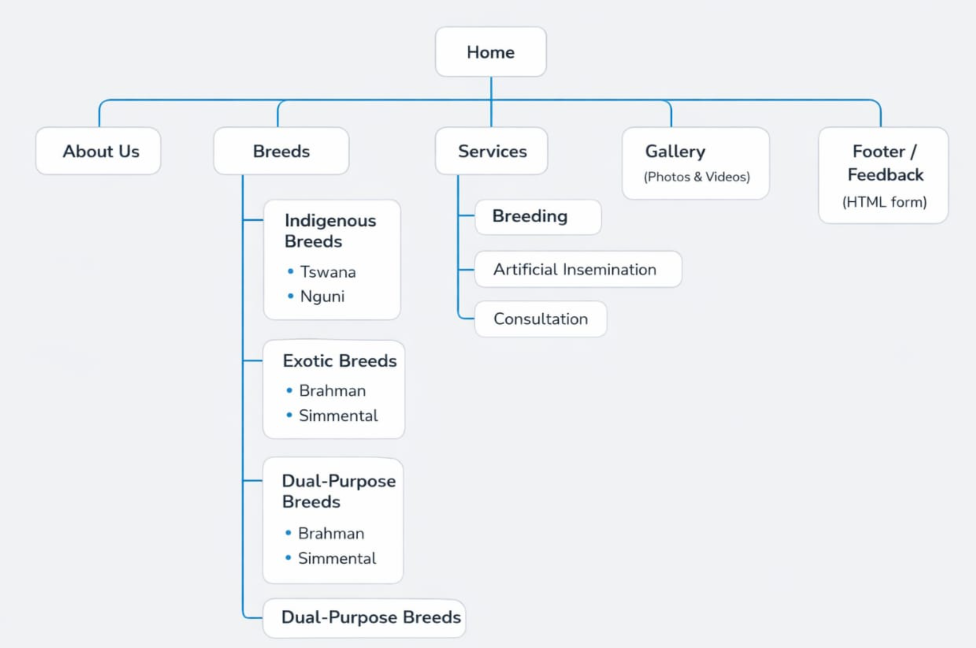 Home
About Us
Breeds
Services
Gallery
(Photos & Videos)
Footer /
Feedback
(HTML form)
Indigenous
Breeds
• Tswana
• Nguni
Exotic Breeds
• Brahman
• Simmental
Dual-Purpose
Breeds
• Brahman
• Simmental
Dual-Purpose Breeds
Breeding
Artificial Insemination
Consultation